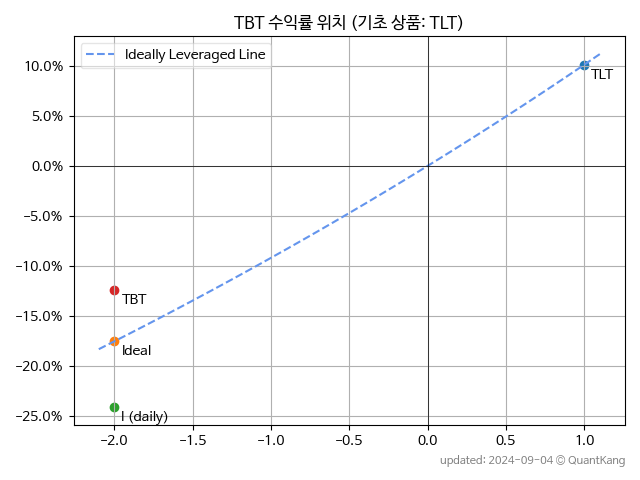 TBT 수익률 위치 (기초 상품: TLT)
Ideally Leveraged Line
10.0%
5.0%
0.0%
−5.0%
−10.0%
−15.0%
−20.0%
−25.0%
TLT
TBT
Ideal
I (daily)
−2.0 −1.5 −1.0 −0.5 0.0 0.5 1.0
updated: 2024-09-04 © QuantKang